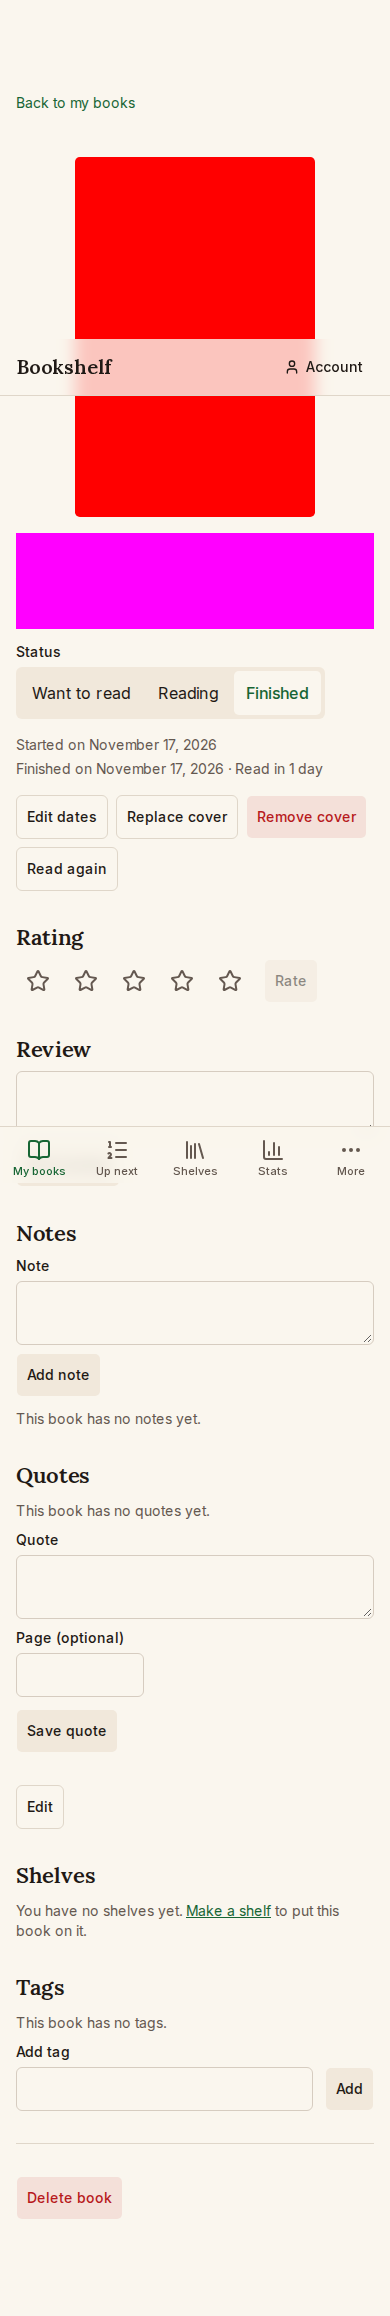 Back to my books
Bookshelf
Account
Status
Want to read Reading Finished
Started on November 17, 2026
Finished on November 17, 2026 · Read in 1 day
Edit dates Replace cover Remove cover
Read again
Rating
Rate
Review
My books Up next Shelves Stats More
Notes
Note
Add note
This book has no notes yet.
Quotes
This book has no quotes yet.
Quote
Page (optional)
Save quote
Edit
Shelves
You have no shelves yet. Make a shelf to put this
book on it.
Tags
This book has no tags.
Add tag
Add
Delete book